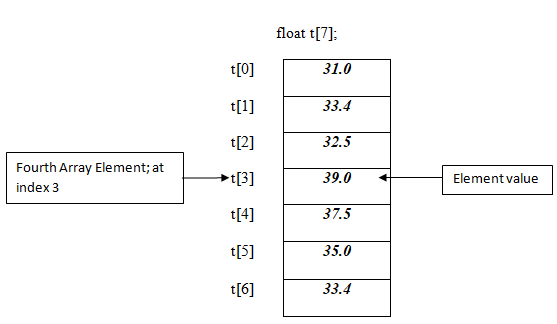 float t[7];
t[0] 31.0
t[1] 33.4
t[2] 32.5
Fourth Array Element; at
index 3
t[3] 39.0
Element value
t[4] 37.5
t[5] 35.0
t[6] 33.4